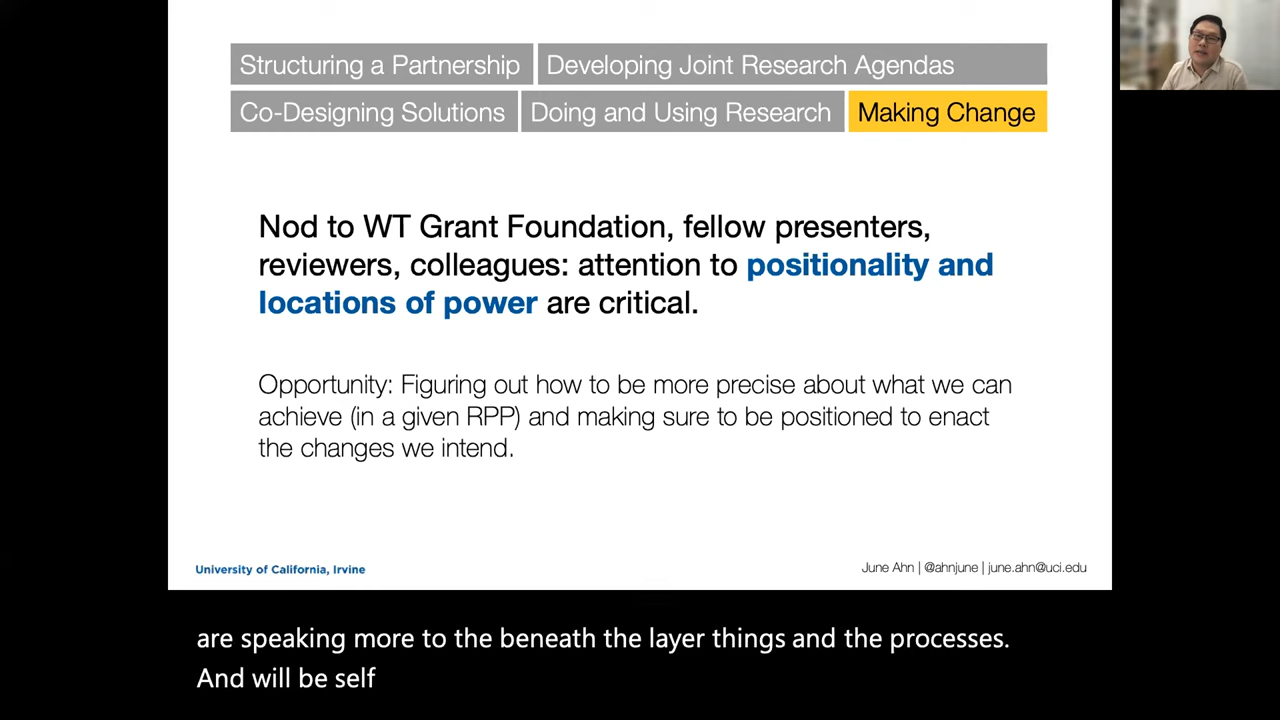 Structuring a Partnership Developing Joint Research Agendas
Co-Designing Solutions Doing and Using Research Making Change
Nod to WT Grant Foundation, fellow presenters,
reviewers, colleagues: attention to positionality and
locations of power are critical.
Opportunity: Figuring out how to be more precise about what we can
achieve (in a given RPP) and making sure to be positioned to enact
the changes we intend.
University of California, Irvine June Ahn | @ahnjune | june.ahn@uci.edu
are speaking more to the beneath the layer things and the processes.
And will be self